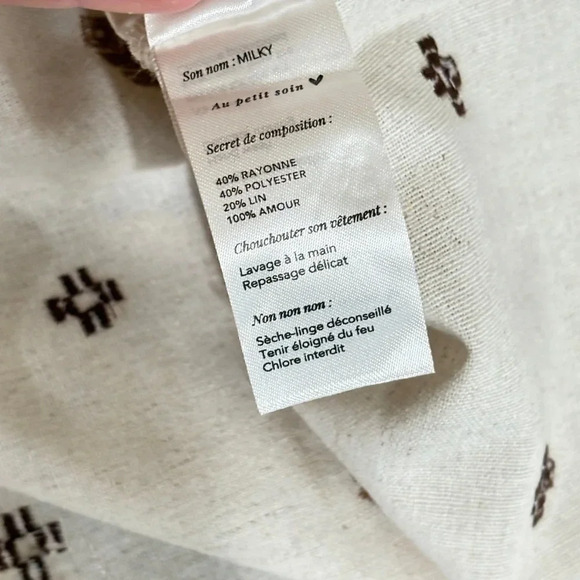 Son nom : MILKY
Au petit soin ♥
Secret de composition :
40% RAYONNE
40% POLYESTER
20% LIN
100% AMOUR
Chouchouter son vêtement :
Lavage à la main
Repassage délicat
Non non non :
Sèche-linge déconseillé
Tenir éloigné du feu
Chlore interdit